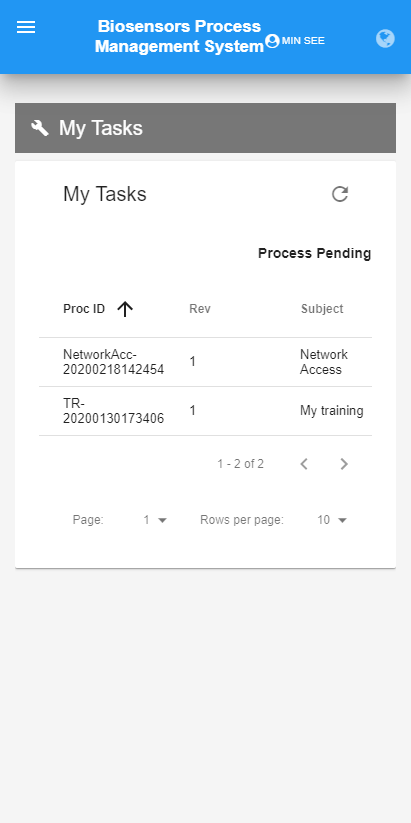 Biosensors Process
Management System
MIN SEE
My Tasks
My Tasks
Process Pending
Proc ID Rev Subject
NetworkAcc-
20200218142454 1 Network
Access
TR-
20200130173406 1 My training
1 - 2 of 2
Page: 1 Rows per page: 10